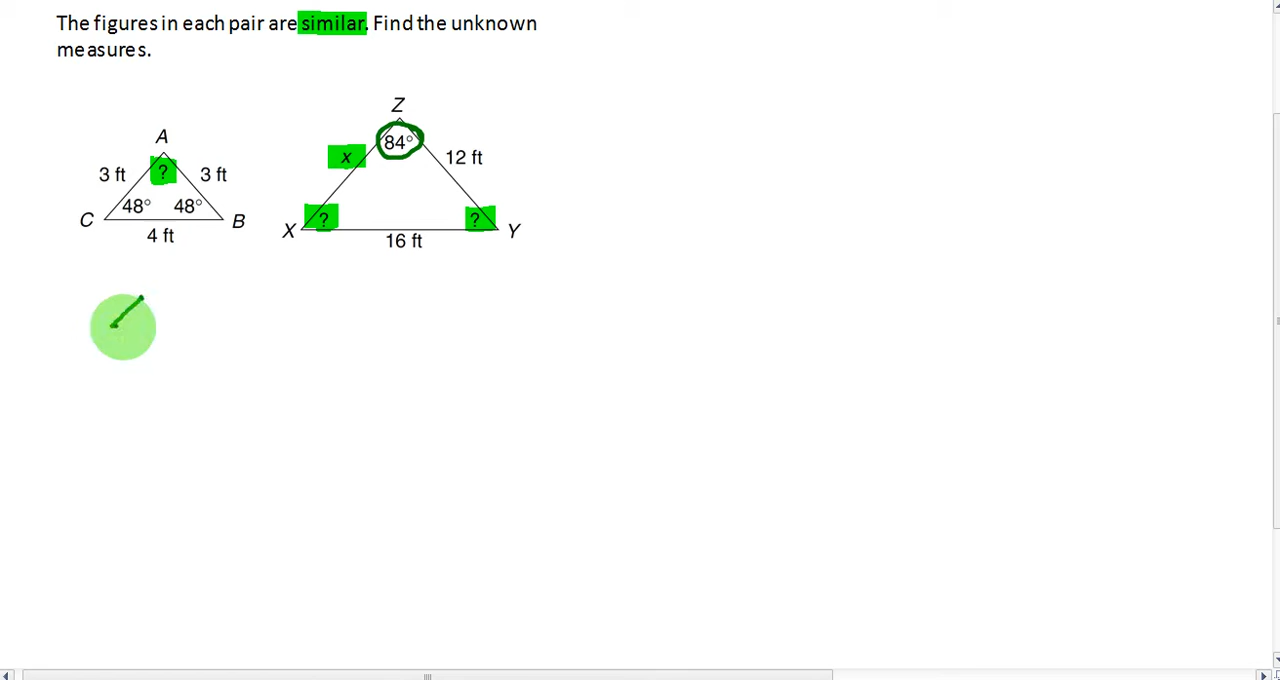 The figures in each pair are similar. Find the unknown
measures.
Z
A
84°
x
12 ft
3 ft
?
3 ft
48°
48°
?
?
C
B
X
Y
4 ft
16 ft